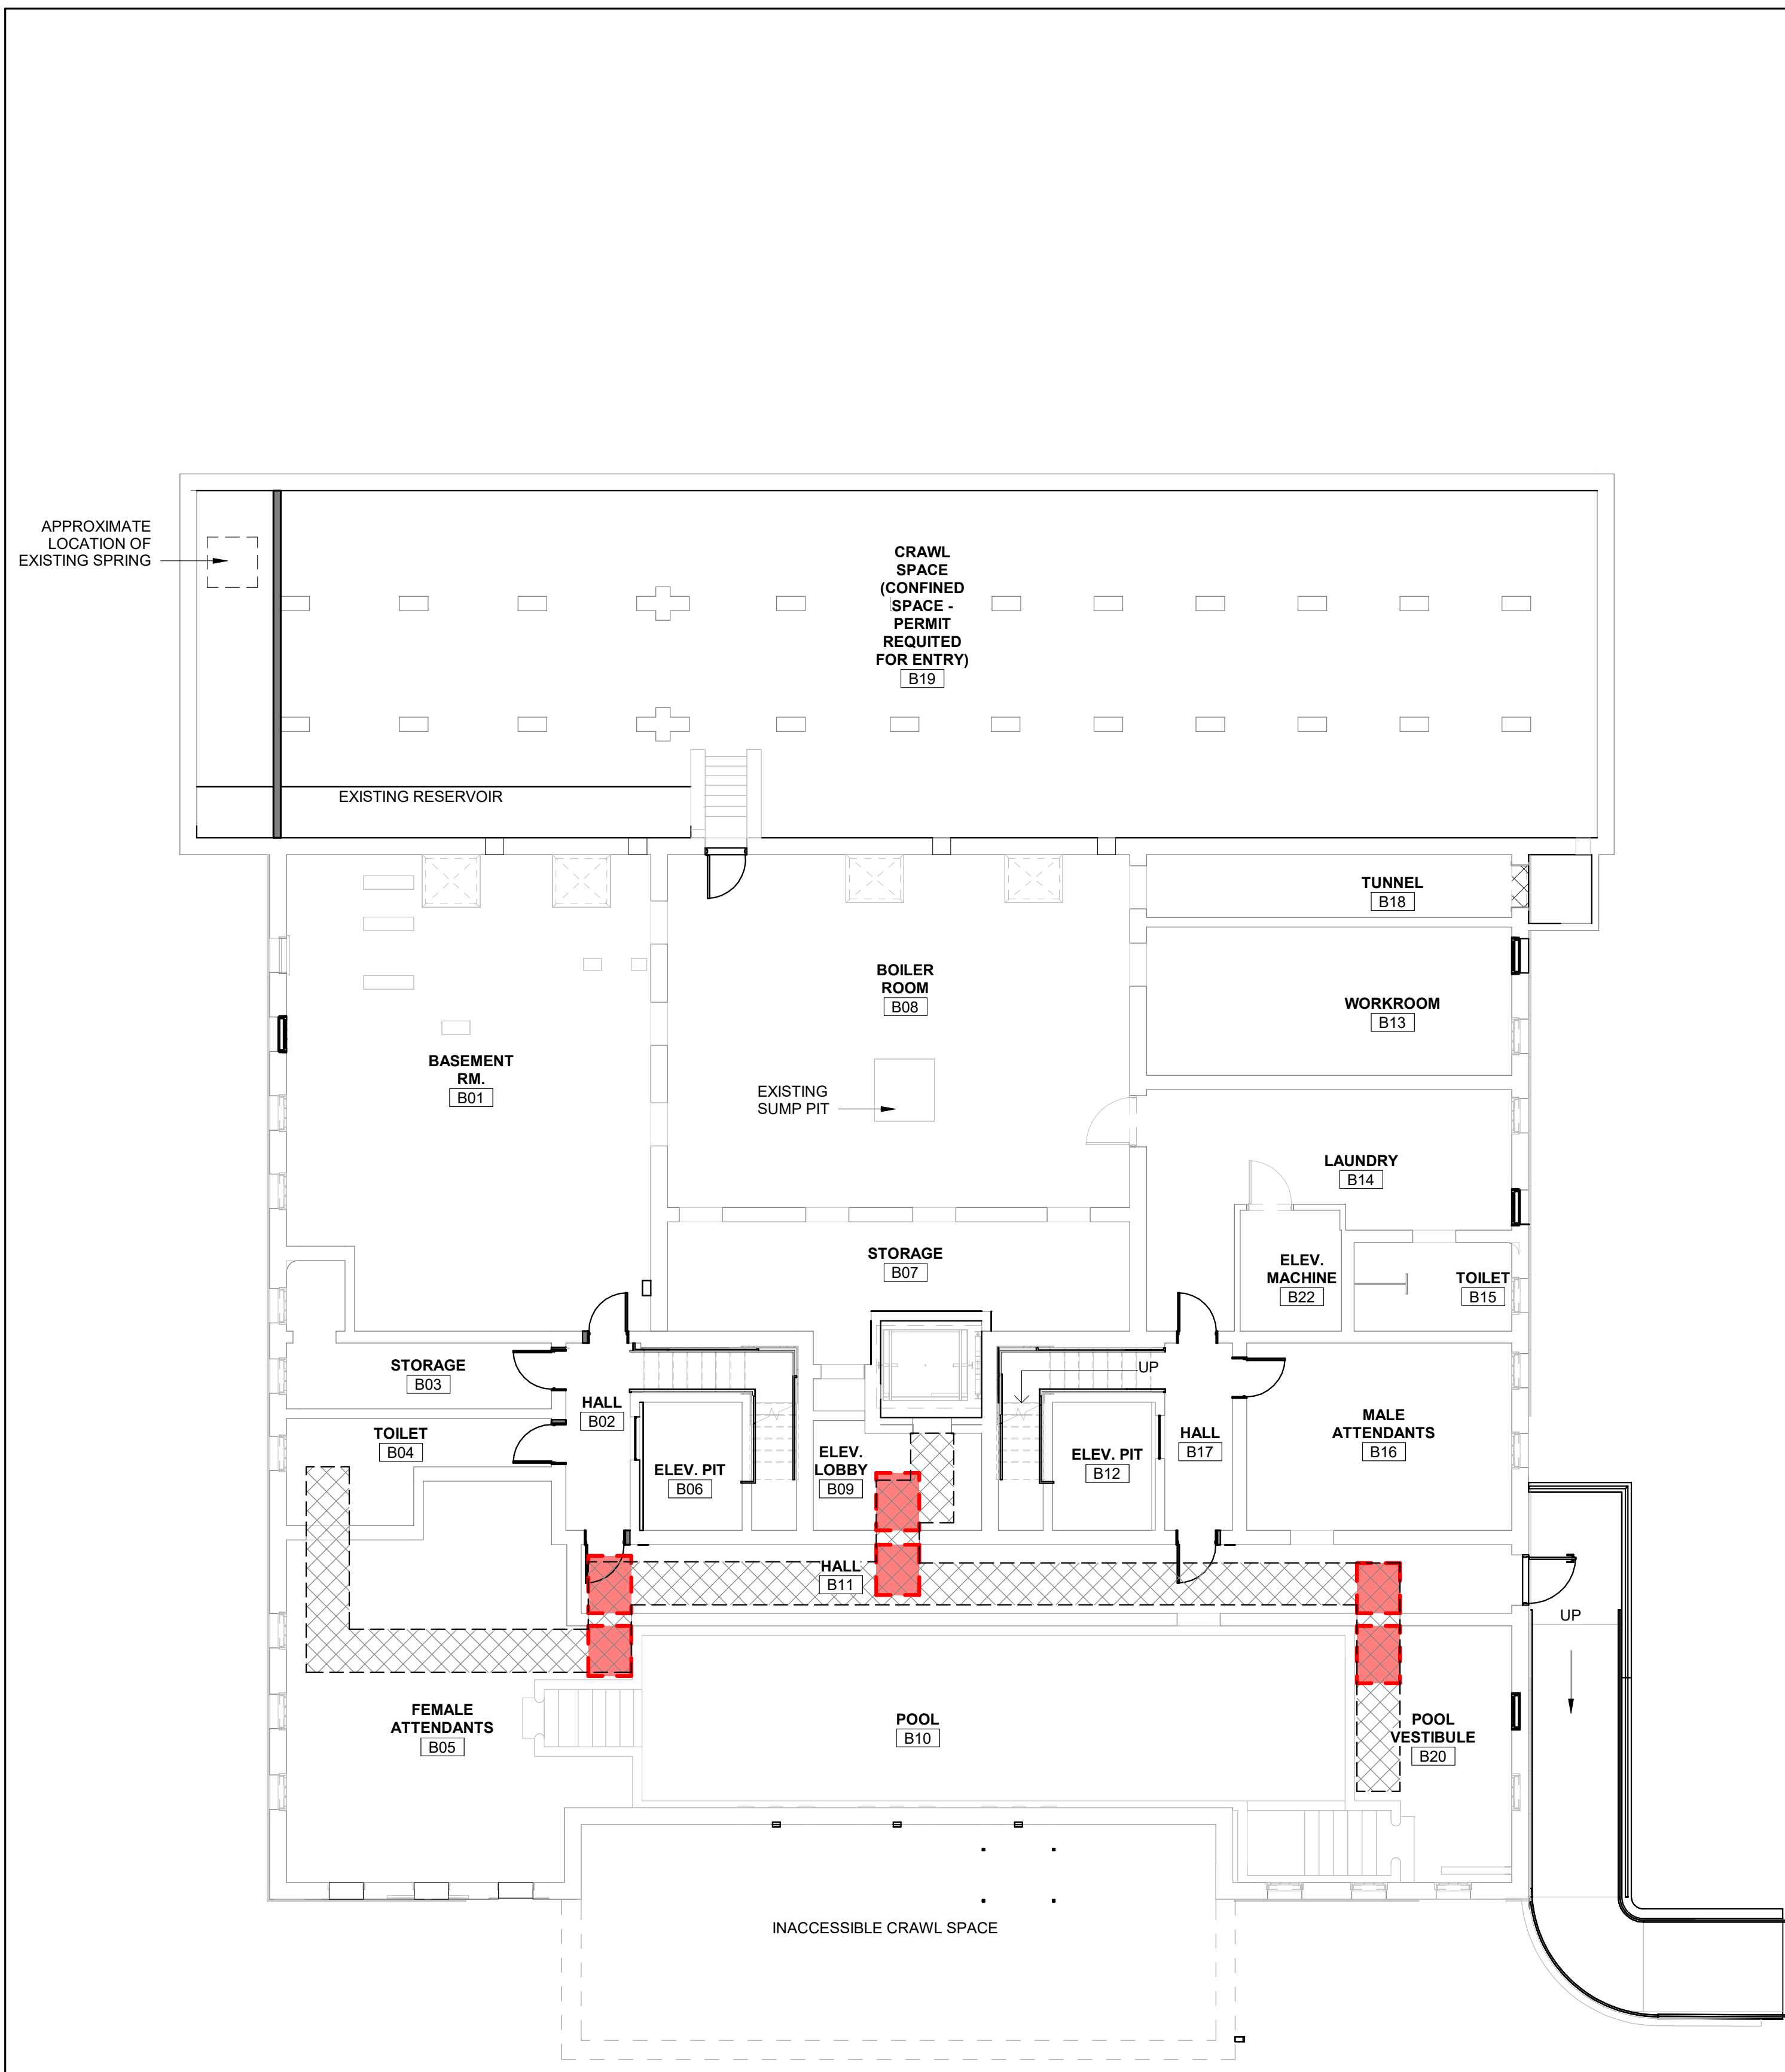 APPROXIMATE
LOCATION OF
EXISTING SPRING
CRAWL
SPACE
(CONFINED
SPACE -
PERMIT
REQUITED
FOR ENTRY)
B19
EXISTING RESERVOIR
TUNNEL
B18
BOILER
ROOM
B08
WORKROOM
B13
BASEMENT
RM.
B01
EXISTING
SUMP PIT
LAUNDRY
B14
STORAGE
B07
ELEV.
MACHINE
B22
TOILET
B15
STORAGE
B03
UP
HALL
B02
TOILET
B04
ELEV. PIT
B06
ELEV.
LOBBY
B09
ELEV. PIT
B12
HALL
B17
MALE
ATTENDANTS
B16
HALL
B11
UP
FEMALE
ATTENDANTS
B05
POOL
B10
POOL
VESTIBULE
B20
INACCESSIBLE CRAWL SPACE